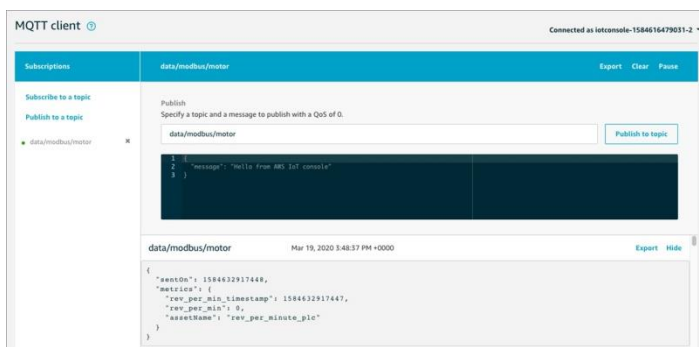 MQTT client
Connected as iotconsole-1584616479031-2
Subscriptions
data/modbus/motor
Export Clear Pause
Subscribe to a topic
Publish to a topic
data/modbus/motor
Publish
Specify a topic and a message to publish with a QoS of 0.
data/modbus/motor
Publish to topic
1 {
2 "message": "Hello from AWS IoT console"
3 }
data/modbus/motor
Mar 19, 2020 3:48:37 PM +0000
Export Hide
{
"sentOn": 1584632917448,
"metrics": {
"rev_per_min_timestamp": 1584632917447,
"rev_per_min": 0,
"assetName": "rev_per_minute_plc"
}
}